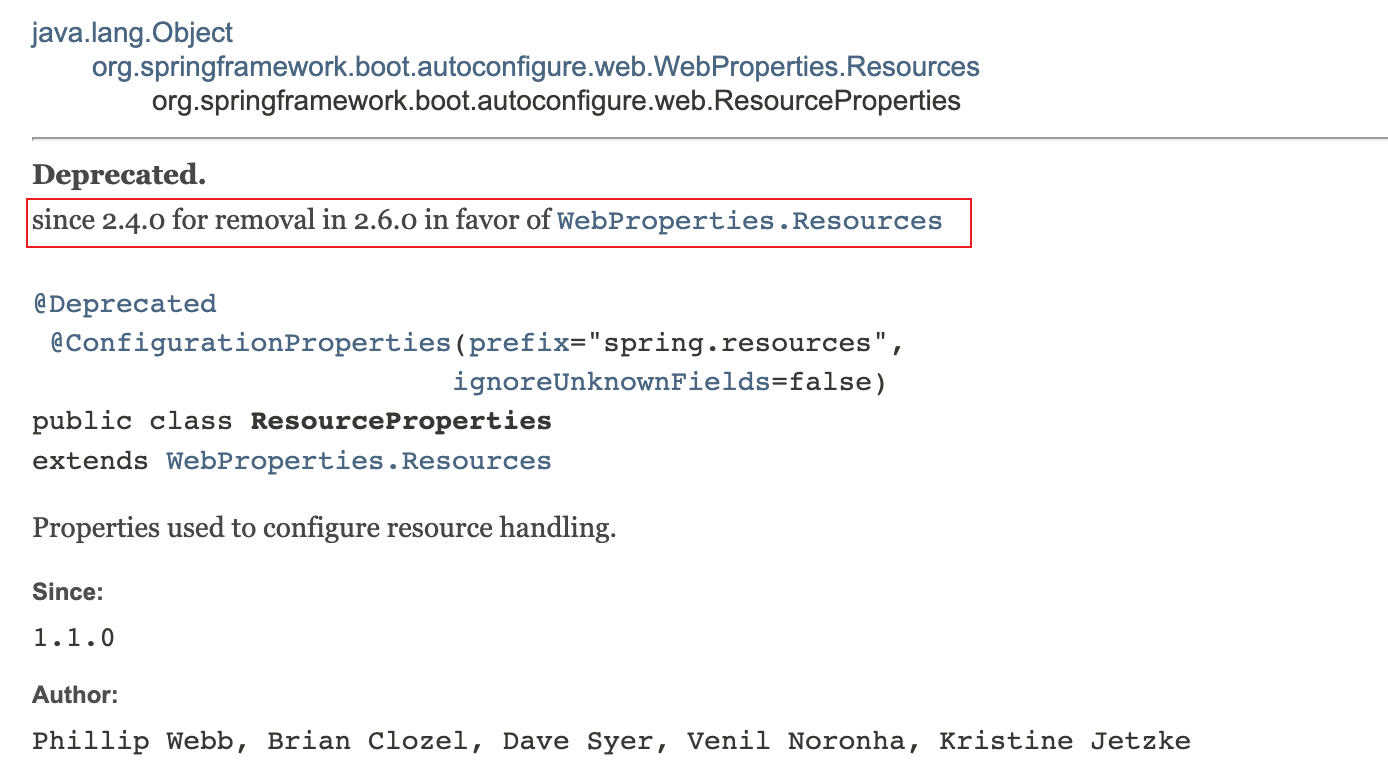 java.lang.Object
org.springframework.boot.autoconfigure.web.WebProperties.Resources
org.springframework.boot.autoconfigure.web.ResourceProperties
Deprecated.
since 2.4.0 for removal in 2.6.0 in favor of WebProperties.Resources
@Deprecated
@ConfigurationProperties(prefix="spring.resources",
ignoreUnknownFields=false)
public class ResourceProperties
extends WebProperties.Resources
Properties used to configure resource handling.
Since:
1.1.0
Author:
Phillip Webb, Brian Clozel, Dave Syer, Venil Noronha, Kristine Jetzke